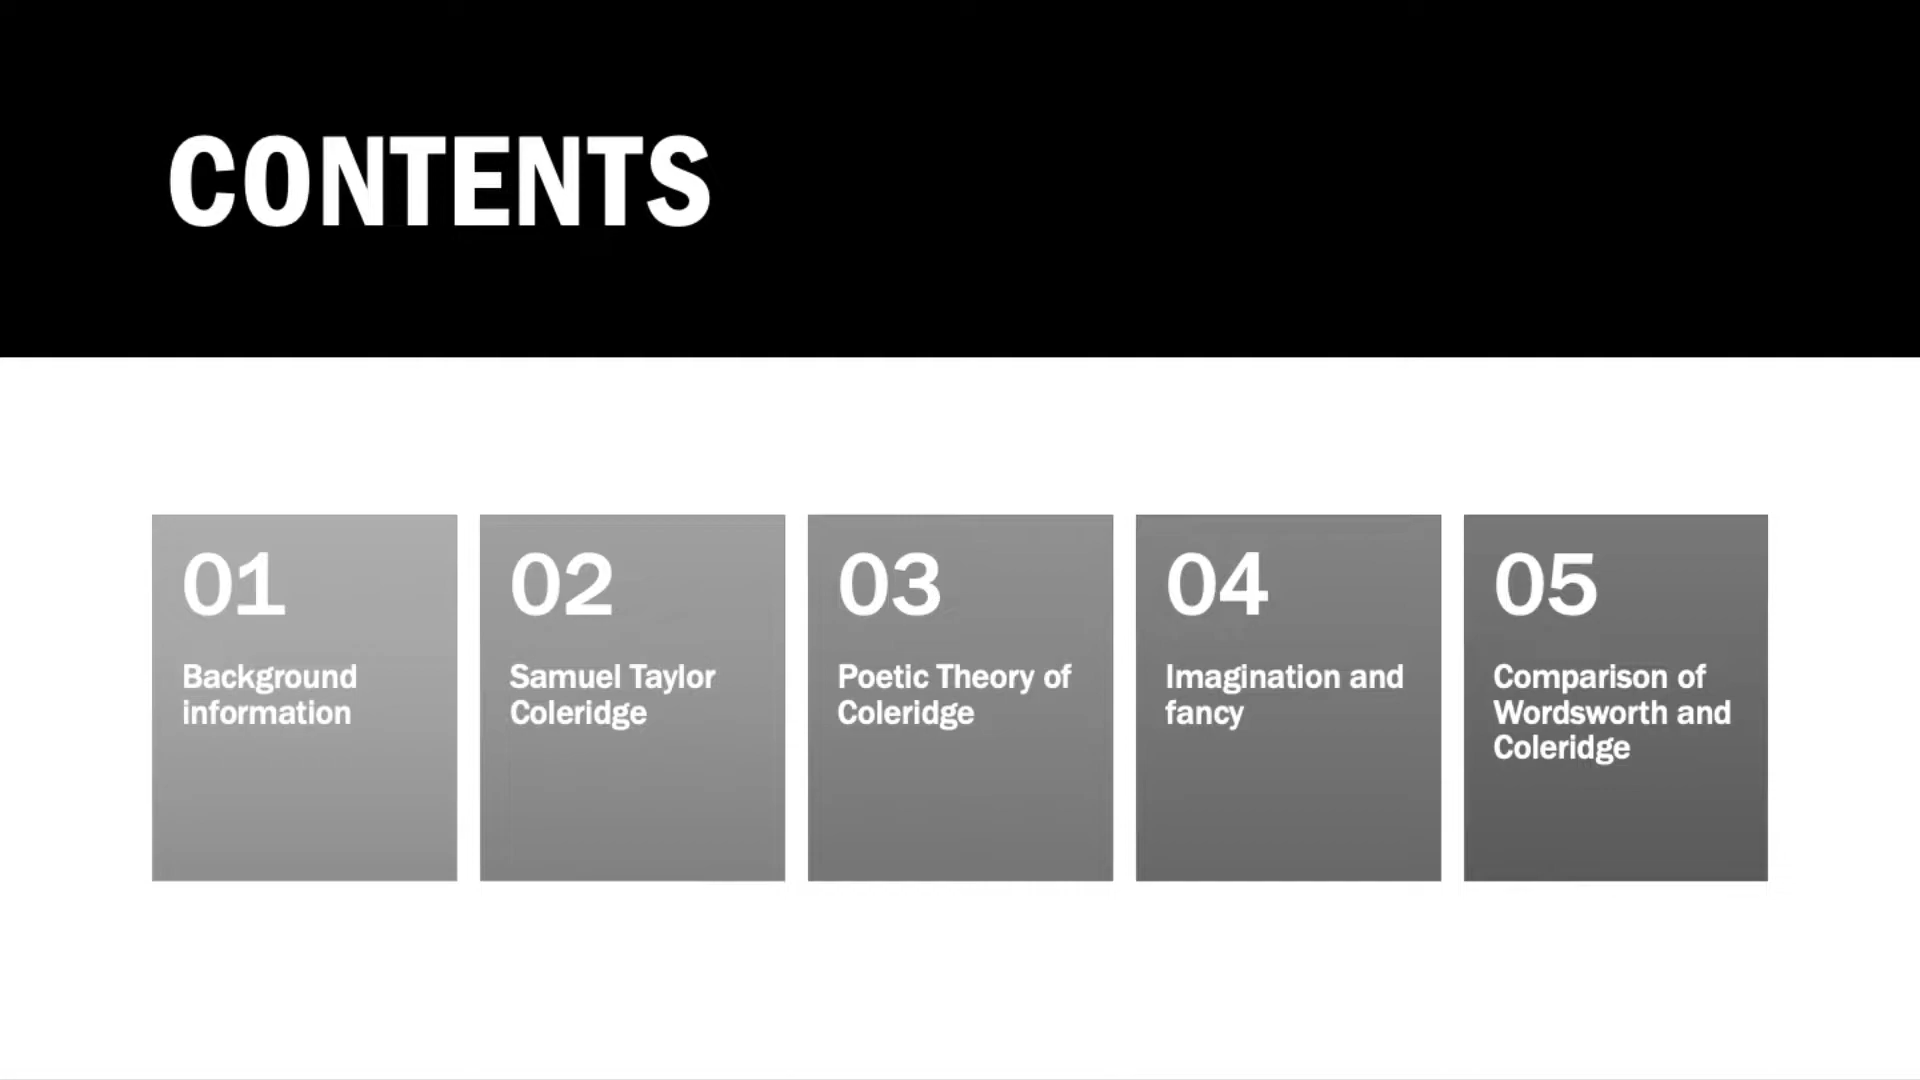 CONTENTS
01
Background
information
02
Samuel Taylor
Coleridge
03
Poetic Theory of
Coleridge
04
Imagination and
fancy
05
Comparison of
Wordsworth and
Coleridge